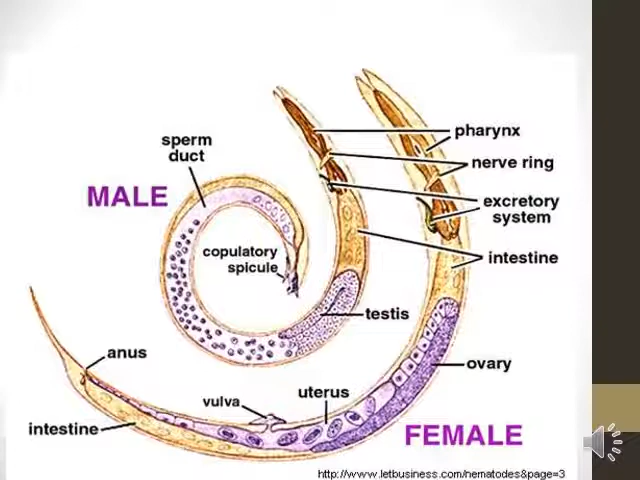 pharynx
sperm
duct
nerve ring
MALE
excretory
system
copulatory
spicule
intestine
testis
anus
ovary
vulva
uterus
intestine
FEMALE
http://www.letbusiness.com/nematodes&page=3